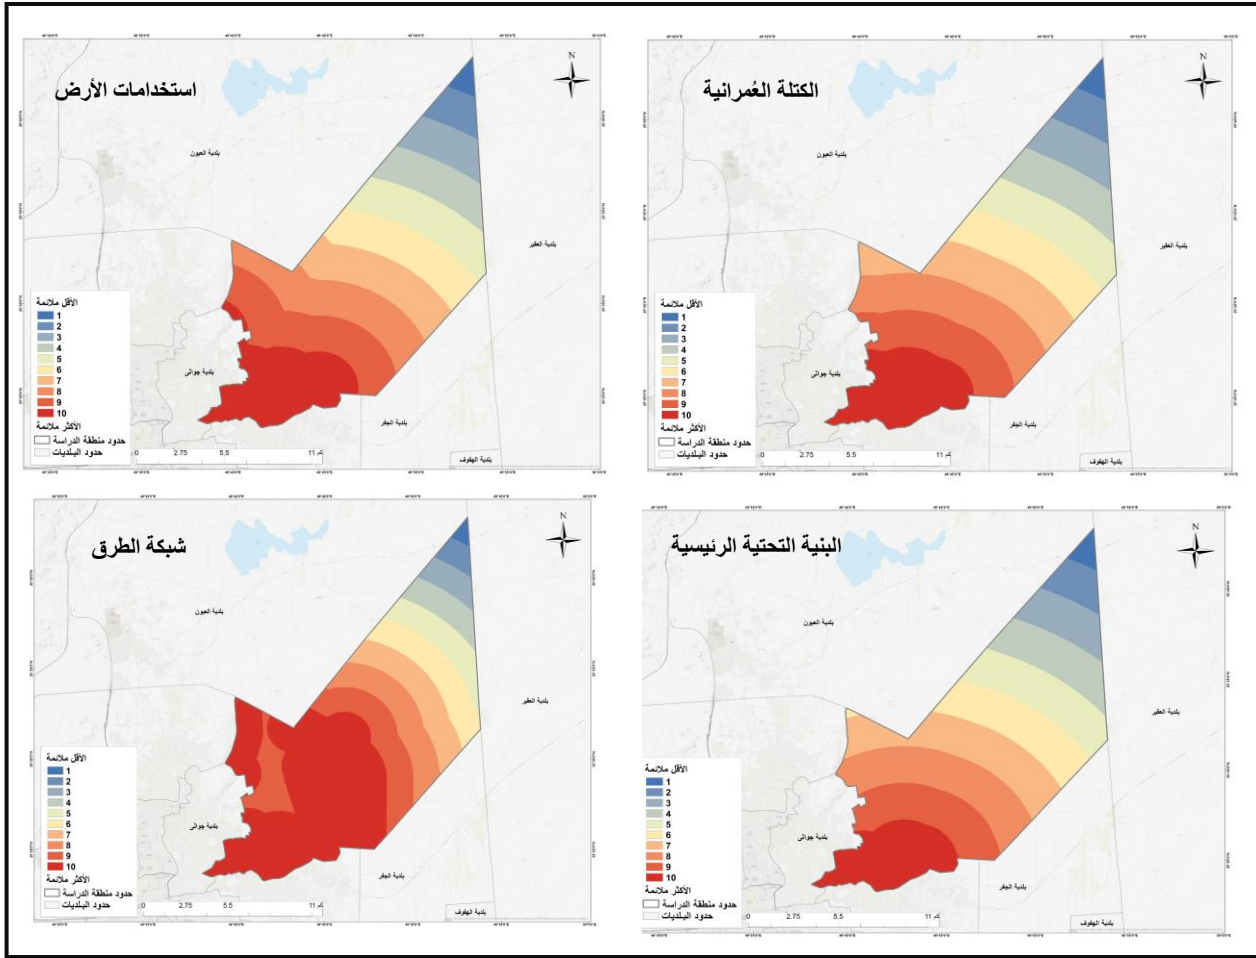 استخدامات الأرض
N
بلدية العيون
بلدية العقير
الأقل ملائمة
1
2
3
4
5
6
7
8
9
10
الأكثر ملائمة
حدود منطقة الدراسة
حدود البلديات
بلدية جواثى
بلدية الجفر
بلدية الهفوف
0 2.75 5.5 11
الكتلة العُمرانية
N
بلدية العيون
بلدية العقير
الأقل ملائمة
1
2
3
4
5
6
7
8
9
10
الأكثر ملائمة
حدود منطقة الدراسة
حدود البلديات
بلدية جواثى
بلدية الجفر
بلدية الهفوف
0 2.75 5.5 11
شبكة الطرق
N
بلدية العيون
بلدية العقير
الأقل ملائمة
1
2
3
4
5
6
7
8
9
10
الأكثر ملائمة
حدود منطقة الدراسة
حدود البلديات
بلدية جواثى
بلدية الجفر
بلدية الهفوف
0 2.75 5.5 11
البنية التحتية الرئيسية
N
بلدية العيون
بلدية العقير
الأقل ملائمة
1
2
3
4
5
6
7
8
9
10
الأكثر ملائمة
حدود منطقة الدراسة
حدود البلديات
بلدية جواثى
بلدية الجفر
بلدية الهفوف
0 2.75 5.5 11